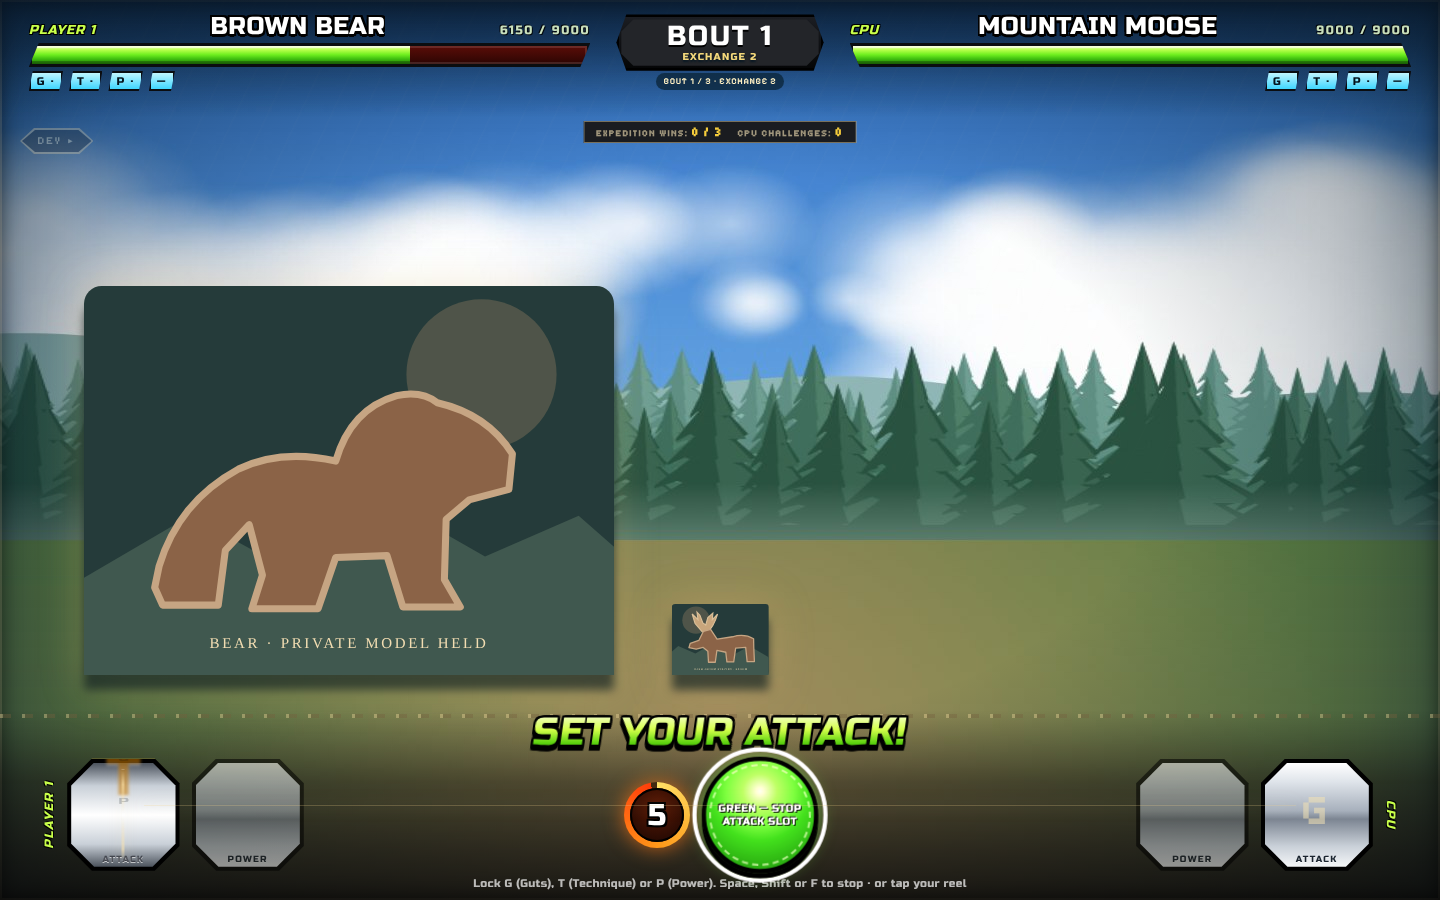 PLAYER 1
BROWN BEAR
6150 / 9000
BOUT 1
EXCHANGE 2
CPU
MOUNTAIN MOOSE
9000 / 9000
G · T · P · —
BOUT 1 / 3 · EXCHANGE 2
G · T · P · —
EXPEDITION WINS: 0 / 3 CPU CHALLENGES: 0
DEV ▸
BEAR · PRIVATE MODEL HELD
SET YOUR ATTACK!
PLAYER 1
T
P
ATTACK
POWER
5
GREEN — STOP
ATTACK SLOT
POWER
G
ATTACK
CPU
Lock G (Guts), T (Technique) or P (Power). Space, Shift or F to stop · or tap your reel